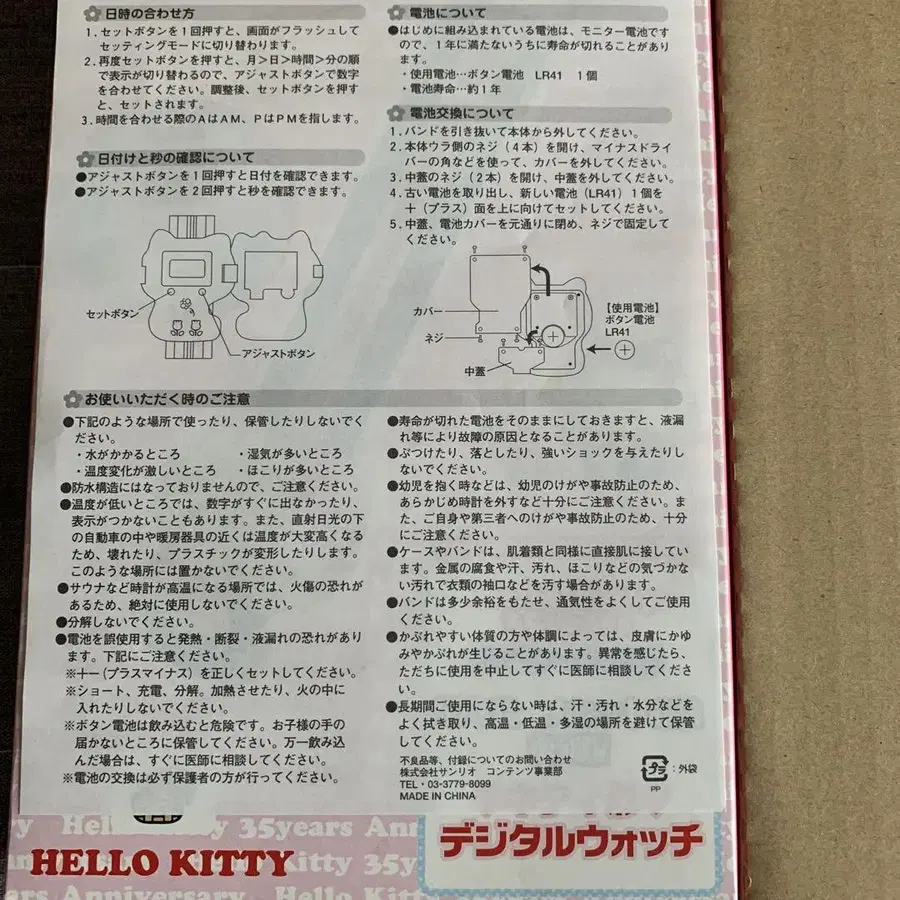 日時の合わせ方
1.セットボタンを1回押すと、画面がフラッシュして
セッティングモードに切り替わります。
2.再度セットボタンを押すと、月>日>時間>分の順
で表示が切り替わるので、アジャストボタンで数字
を合わせてください。調整後、セットボタンを押す
と、セットされます。
3.時間を合わせる際のAはAM、PはPMを指します。
日付けと秒の確認について
●アジャストボタンを1回押すと日付を確認できます。
●アジャストボタンを2回押すと秒を確認できます。
セットボタン
アジャストボタン
電池について
●はじめに組み込まれている電池は、モニター電池です
ので、1年に満たないうちに寿命が切れることがあり
ます。
・使用電池…ボタン電池 LR41 1個
・電池寿命…約1年
電池交換について
1.バンドを引き抜いて本体から外してください。
2.本体ウラ側のネジ(4本)を開け、マイナスドライ
バーの角などを使って、カバーを外してください。
3.中蓋のネジ(2本)を開け、中蓋を外してください。
4.古い電池を取り出し、新しい電池(LR41)1個を
+(プラス)面を上に向けてセットしてください。
5.中蓋、電池カバーを元通りに閉め、ネジで固定して
ください。
カバー
ネジ
中蓋
【使用電池】
ボタン電池
LR41
お使いいただく時のご注意
●下記のような場所で使ったり、保管したりしないでく
ださい。
・水がかかるところ ・湿気が多いところ
・温度変化が激しいところ ・ほこりが多いところ
●防水構造にはなっておりませんので、ご注意ください。
●温度が低いところでは、数字がすぐに出なかったり、
表示がつかないこともあります。また、直射日光の下
の自動車の中や暖房器具の近くは温度が大変高くなる
ため、壊れたり、プラスチックが変形したりします。
このような場所には置かないでください。
●サウナなど時計が高温になる場所では、火傷の恐れが
あるため、絶対に使用しないでください。
●分解しないでください。
●電池を誤使用すると発熱・断裂・液漏れの恐れがあり
ます。下記にご注意ください。
※+−(プラスマイナス)を正しくセットしてください。
※ショート、充電、分解。加熱させたり、火の中に
入れたりしないでください。
※ボタン電池は飲み込むと危険です。お子様の手の
届かないところに保管してください。万一飲み込
んだ場合は、すぐに医師に相談してください。
※電池の交換は必ず保護者の方が行ってください。
●寿命が切れた電池をそのままにしておきますと、液漏
れ等により故障の原因となることがあります。
●ぶつけたり、落としたり、強いショックを与えたりし
ないでください。
●幼児を抱く時などは、幼児のけがや事故防止のため、
あらかじめ時計を外すなど十分にご注意ください。ま
た、ご自身や第三者へのけがや事故防止のため、十分
にご注意ください。
●ケースやバンドは、肌着類と同様に直接肌に接してい
ます。金属の腐食や汗、汚れ、ほこりなどの気づかな
い汚れで衣類の袖口などを汚す場合があります。
●バンドは多少余裕をもたせ、通気性をよくしてご使用
ください。
●かぶれやすい体質の方や体調によっては、皮膚にかゆ
みやかぶれが生じることがあります。異常を感じたら、
ただちに使用を中止してすぐに医師に相談してくださ
い。
●長期間ご使用にならない時は、汗・汚れ・水分などを
よく拭き取り、高温・低温・多湿の場所を避けて保管
してください。
不良品等、付録についてのお問い合わせ
株式会社サンリオ コンテンツ事業部
TEL・03-3779-8099
MADE IN CHINA
プラ :外袋
PP
35years
HELLO KITTY
Kitty 35y
デジタルウォッチ
ears Anniversary Hello Kitty